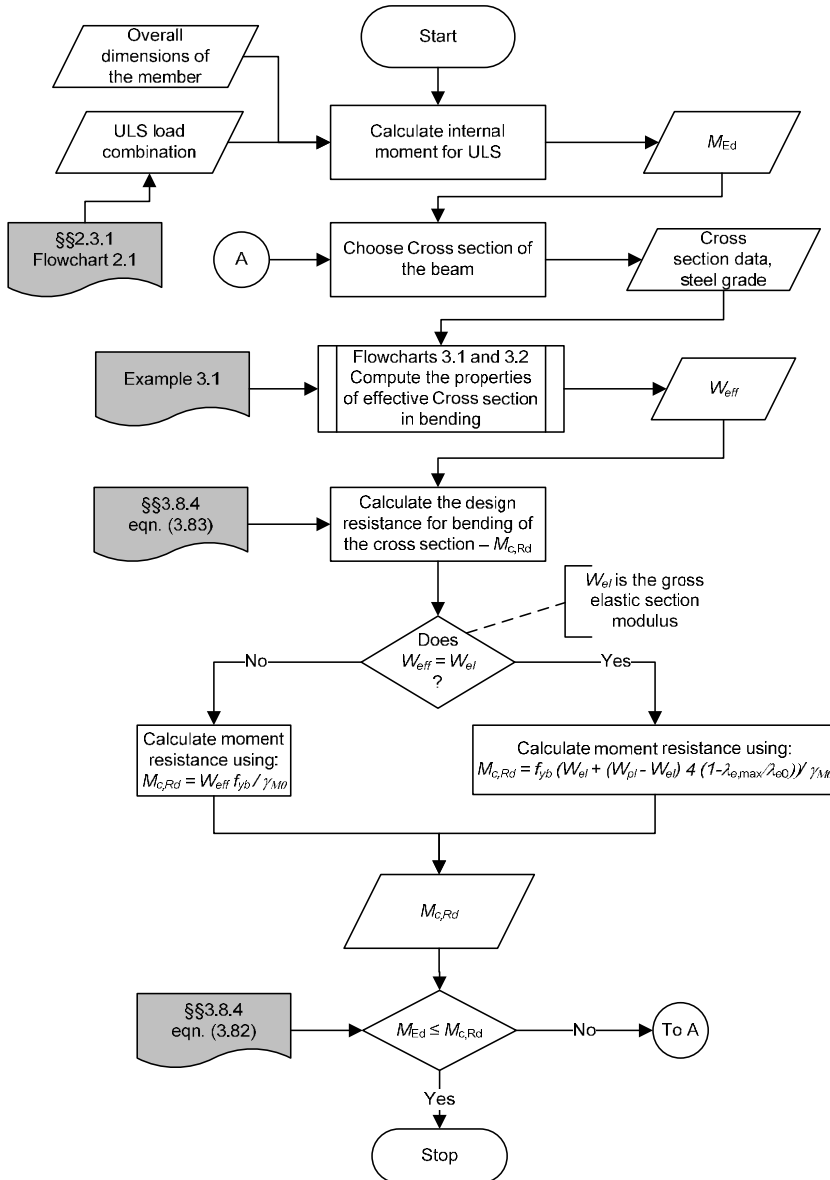 Start
Overall
dimensions of
the member
ULS load
combination
Calculate internal
moment for ULS
M_Ed
§§2.3.1
Flowchart 2.1
A
Choose Cross section of
the beam
Cross
section data,
steel grade
Example 3.1
Flowcharts 3.1 and 3.2
Compute the properties
of effective Cross section
in bending
W_eff
§§3.8.4
eqn. (3.83)
Calculate the design
resistance for bending of
the cross section – M_c,Rd
W_el is the gross
elastic section
modulus
Does
W_eff = W_el
?
No
Yes
Calculate moment
resistance using:
M_c,Rd = W_eff f_yb / γ_M0
Calculate moment resistance using:
M_c,Rd = f_yb (W_el + (W_pl - W_el) 4 (1-λ_e,max/λ_e0))/ γ_M0
M_c,Rd
§§3.8.4
eqn. (3.82)
M_Ed ≤ M_c,Rd
No
To A
Yes
Stop